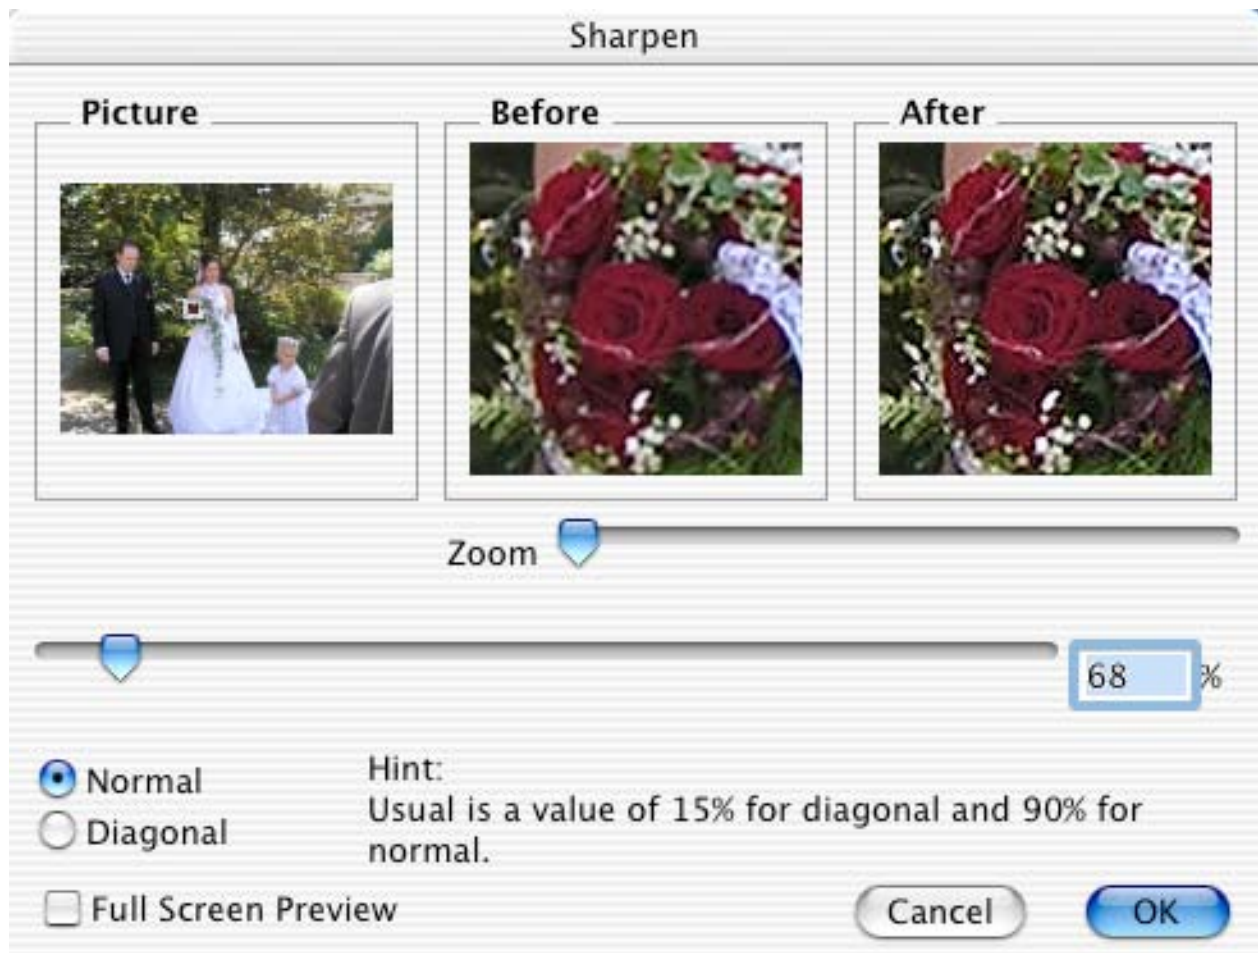 Sharpen
Picture
Before
After
Zoom
68 %
Normal
Diagonal
Hint:
Usual is a value of 15% for diagonal and 90% for
normal.
Full Screen Preview
Cancel
OK